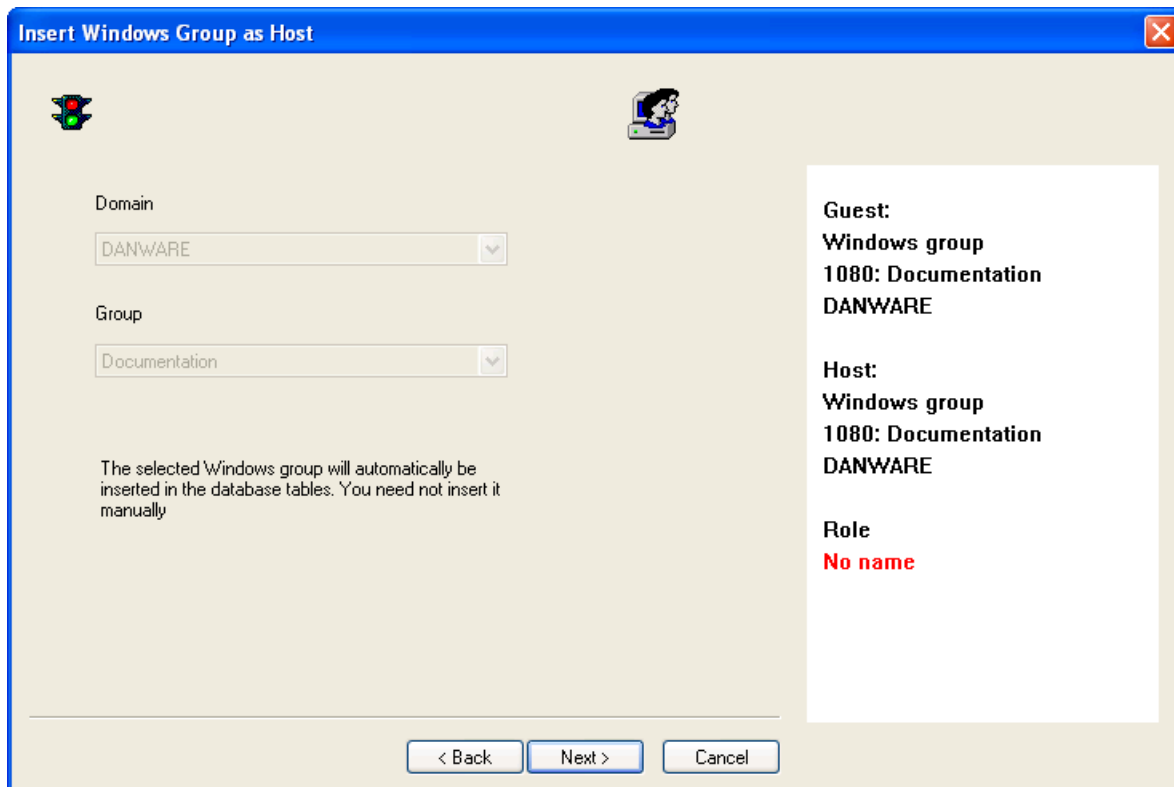 Insert Windows Group as Host
Domain
DANWARE
Group
Documentation
The selected Windows group will automatically be
inserted in the database tables. You need not insert it
manually
Guest:
Windows group
1080: Documentation
DANWARE
Host:
Windows group
1080: Documentation
DANWARE
Role
No name
< Back
Next >
Cancel